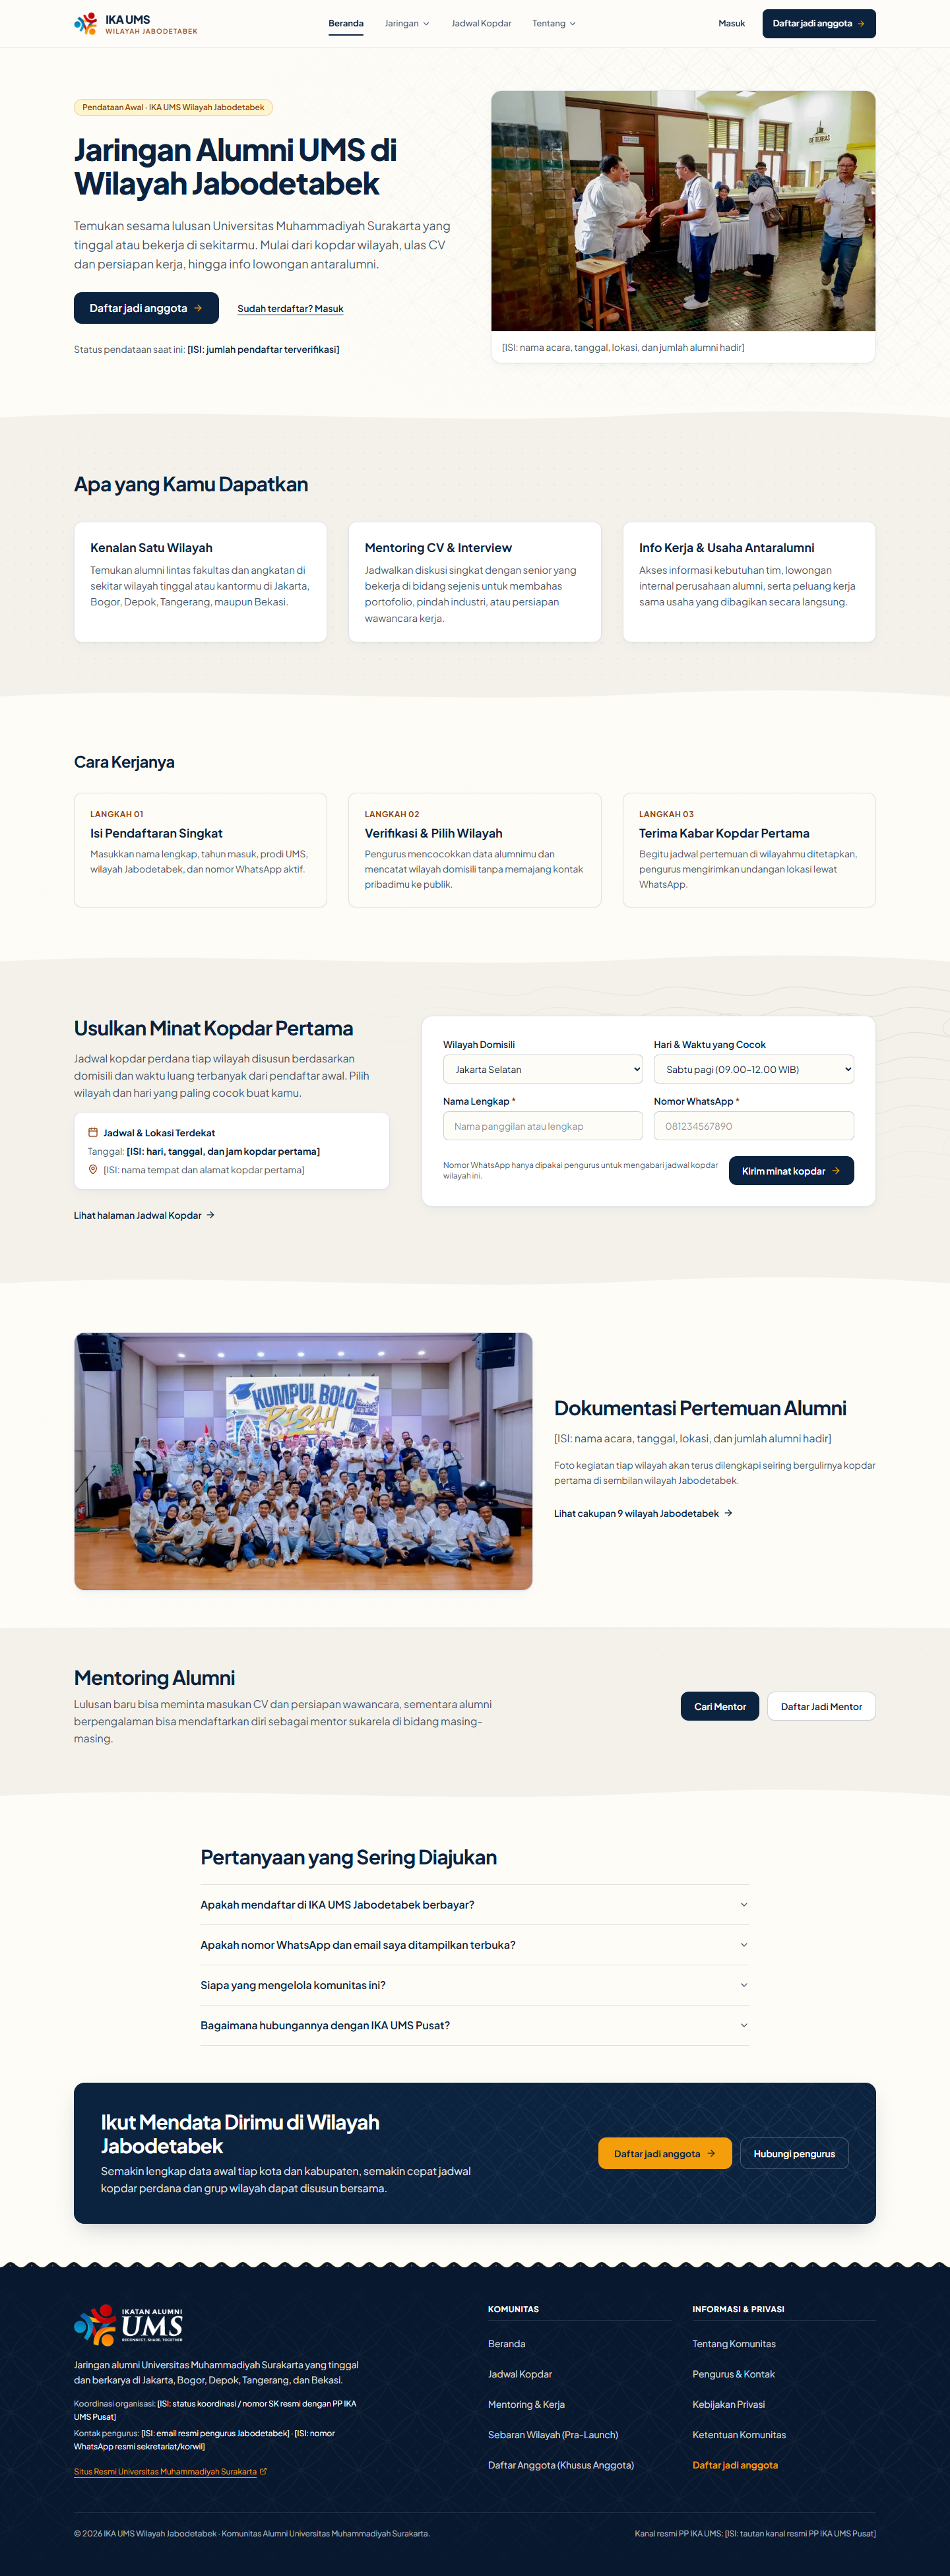 IKA UMS
WILAYAH JABODETABEK
Beranda
Jaringan
Jadwal Kopdar
Tentang
Masuk
Daftar jadi anggota
Pendataan Awal · IKA UMS Wilayah Jabodetabek
Jaringan Alumni UMS di
Wilayah Jabodetabek
Temukan sesama lulusan Universitas Muhammadiyah Surakarta yang
tinggal atau bekerja di sekitarmu. Mulai dari kopdar wilayah, ulas CV
dan persiapan kerja, hingga info lowongan antaralumni.
Daftar jadi anggota
Sudah terdaftar? Masuk
Status pendataan saat ini: [ISI: jumlah pendaftar terverifikasi]
DE TJERRAS
[ISI: nama acara, tanggal, lokasi, dan jumlah alumni hadir]
Apa yang Kamu Dapatkan
Kenalan Satu Wilayah
Temukan alumni lintas fakultas dan angkatan di
sekitar wilayah tinggal atau kantormu di Jakarta,
Bogor, Depok, Tangerang, maupun Bekasi.
Mentoring CV & Interview
Jadwalkan diskusi singkat dengan senior yang
bekerja di bidang sejenis untuk membahas
portofolio, pindah industri, atau persiapan
wawancara kerja.
Info Kerja & Usaha Antaralumni
Akses informasi kebutuhan tim, lowongan
internal perusahaan alumni, serta peluang kerja
sama usaha yang dibagikan secara langsung.
Cara Kerjanya
LANGKAH 01
Isi Pendaftaran Singkat
Masukkan nama lengkap, tahun masuk, prodi UMS,
wilayah Jabodetabek, dan nomor WhatsApp aktif.
LANGKAH 02
Verifikasi & Pilih Wilayah
Pengurus mencocokkan data alumnimu dan
mencatat wilayah domisili tanpa memajang kontak
pribadimu ke publik.
LANGKAH 03
Terima Kabar Kopdar Pertama
Begitu jadwal pertemuan di wilayahmu ditetapkan,
pengurus mengirimkan undangan lokasi lewat
WhatsApp.
Usulkan Minat Kopdar Pertama
Jadwal kopdar perdana tiap wilayah disusun berdasarkan
domisili dan waktu luang terbanyak dari pendaftar awal. Pilih
wilayah dan hari yang paling cocok buat kamu.
Jadwal & Lokasi Terdekat
Tanggal: [ISI: hari, tanggal, dan jam kopdar pertama]
[ISI: nama tempat dan alamat kopdar pertama]
Lihat halaman Jadwal Kopdar
Wilayah Domisili
Jakarta Selatan
Hari & Waktu yang Cocok
Sabtu pagi (09.00–12.00 WIB)
Nama Lengkap *
Nama panggilan atau lengkap
Nomor WhatsApp *
081234567890
Nomor WhatsApp hanya dipakai pengurus untuk mengabari jadwal kopdar
wilayah ini.
Kirim minat kopdar
KUMPUL BOLO
PISAH
Dokumentasi Pertemuan Alumni
[ISI: nama acara, tanggal, lokasi, dan jumlah alumni hadir]
Foto kegiatan tiap wilayah akan terus dilengkapi seiring bergulirnya kopdar
pertama di sembilan wilayah Jabodetabek.
Lihat cakupan 9 wilayah Jabodetabek
Mentoring Alumni
Lulusan baru bisa meminta masukan CV dan persiapan wawancara, sementara alumni
berpengalaman bisa mendaftarkan diri sebagai mentor sukarela di bidang masing-
masing.
Cari Mentor
Daftar Jadi Mentor
Pertanyaan yang Sering Diajukan
Apakah mendaftar di IKA UMS Jabodetabek berbayar?
Apakah nomor WhatsApp dan email saya ditampilkan terbuka?
Siapa yang mengelola komunitas ini?
Bagaimana hubungannya dengan IKA UMS Pusat?
Ikut Mendata Dirimu di Wilayah
Jabodetabek
Semakin lengkap data awal tiap kota dan kabupaten, semakin cepat jadwal
kopdar perdana dan grup wilayah dapat disusun bersama.
Daftar jadi anggota
Hubungi pengurus
IKATAN ALUMNI
UMS
RECONNECT, SHARE, TOGETHER
Jaringan alumni Universitas Muhammadiyah Surakarta yang tinggal
dan berkarya di Jakarta, Bogor, Depok, Tangerang, dan Bekasi.
Koordinasi organisasi: [ISI: status koordinasi / nomor SK resmi dengan PP IKA
UMS Pusat]
Kontak pengurus: [ISI: email resmi pengurus Jabodetabek] · [ISI: nomor
WhatsApp resmi sekretariat/korwil]
Situs Resmi Universitas Muhammadiyah Surakarta
KOMUNITAS
Beranda
Jadwal Kopdar
Mentoring & Kerja
Sebaran Wilayah (Pra-Launch)
Daftar Anggota (Khusus Anggota)
INFORMASI & PRIVASI
Tentang Komunitas
Pengurus & Kontak
Kebijakan Privasi
Ketentuan Komunitas
Daftar jadi anggota
© 2026 IKA UMS Wilayah Jabodetabek · Komunitas Alumni Universitas Muhammadiyah Surakarta.
Kanal resmi PP IKA UMS: [ISI: tautan kanal resmi PP IKA UMS Pusat]